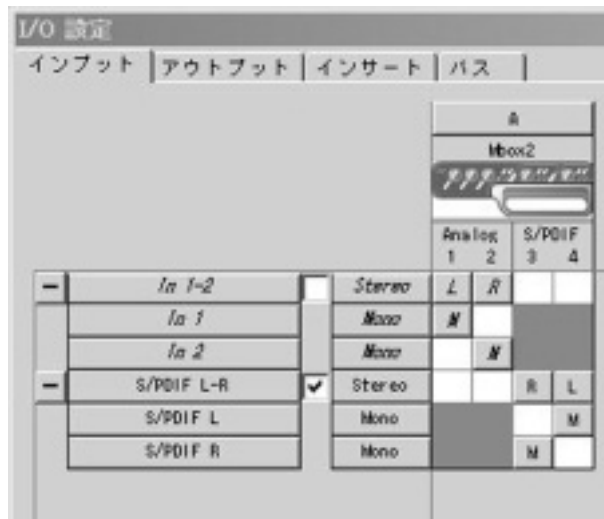 I/O 設定
インプット アウトプット インサート バス
A
Mbox2
Analog S/PDIF
1 2 3 4
In 1-2 Stereo L R
In 1 Mono M
In 2 Mono M
S/PDIF L-R Stereo R L
S/PDIF L Mono M
S/PDIF R Mono M